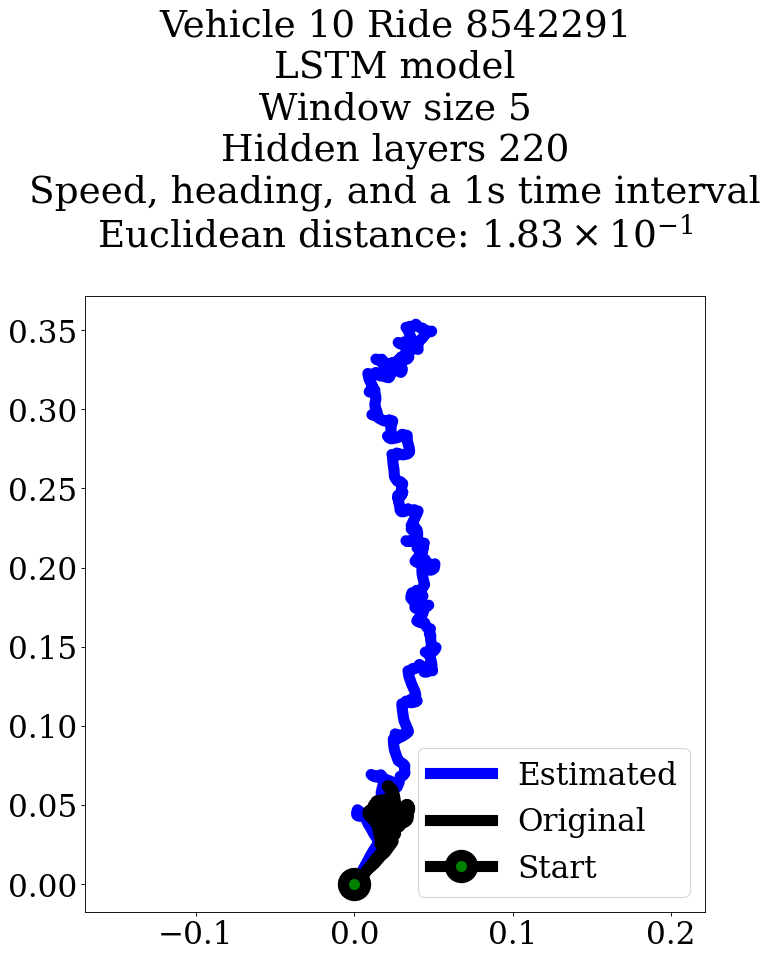 Vehicle 10 Ride 8542291
LSTM model
Window size 5
Hidden layers 220
Speed, heading, and a 1s time interval
Euclidean distance: 1.83 × 10⁻¹
0.35
0.30
0.25
0.20
0.15
0.10
0.05
0.00
Estimated
Original
Start
−0.1
0.0
0.1
0.2